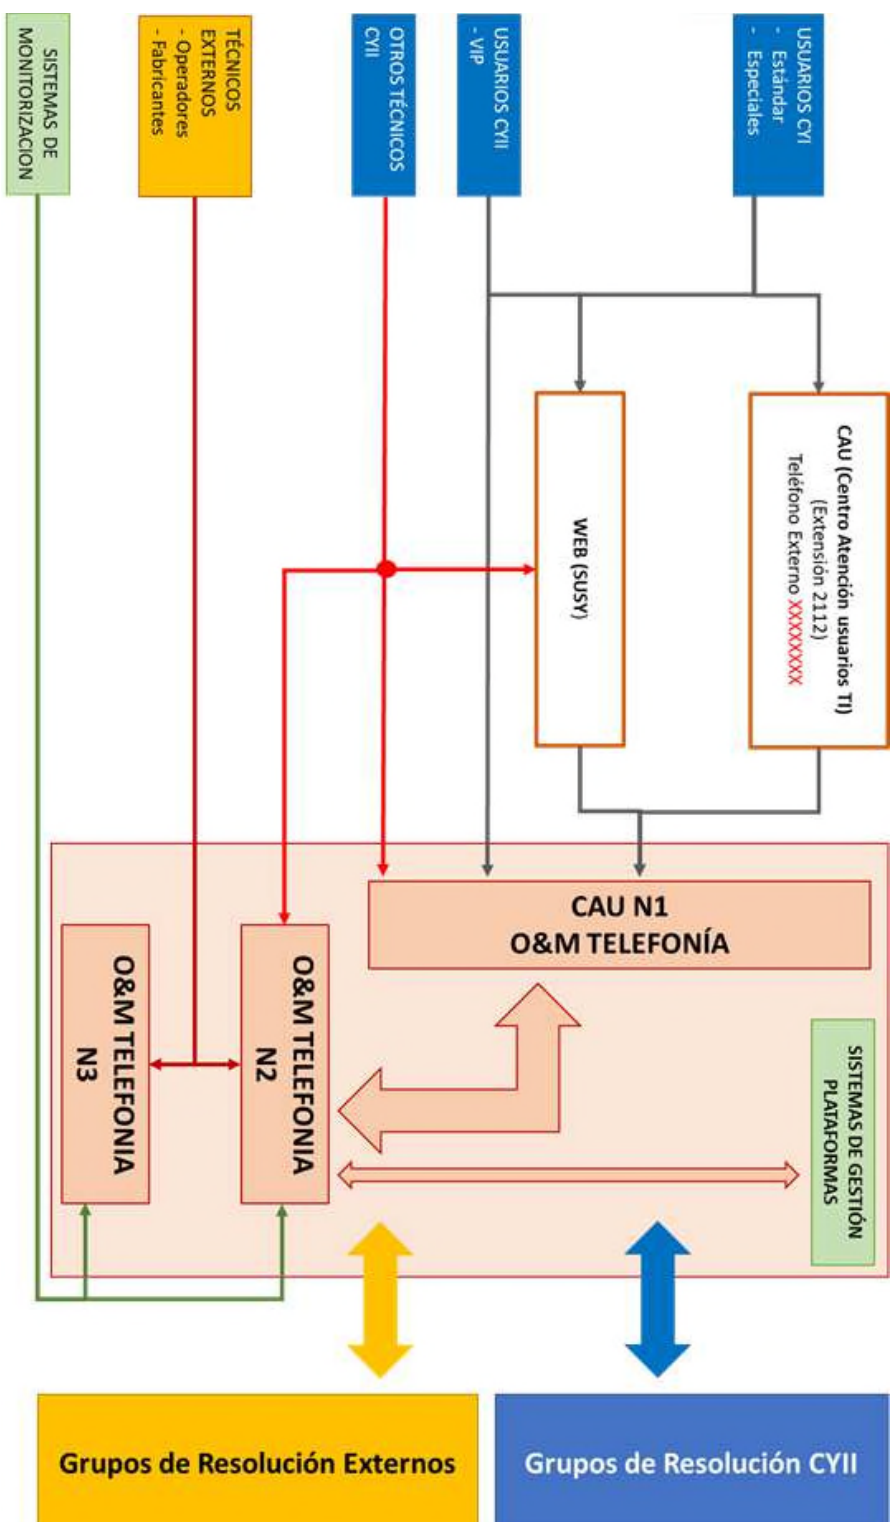 USUARIOS CYI
- Estándar
- Especiales
USUARIOS CYII
- VIP
OTROS TÉCNICOS
CYII
TÉCNICOS
EXTERNOS
- Operadores
- Fabricantes
SISTEMAS DE
MONITORIZACION
CAU (Centro Atención usuarios TI)
(Extensión 2112)
Teléfono Externo XXXXXXXX
WEB (SUSY)
CAU N1
O&M TELEFONÍA
O&M TELEFONIA
N2
O&M TELEFONIA
N3
SISTEMAS DE GESTIÓN
PLATAFORMAS
Grupos de Resolución Externos
Grupos de Resolución CYII